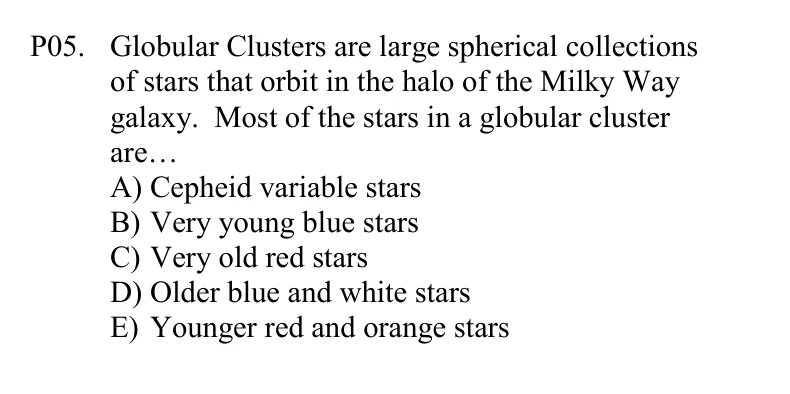 P05. Globular Clusters are large spherical collections
of stars that orbit in the halo of the Milky Way
galaxy. Most of the stars in a globular cluster
are...
A) Cepheid variable stars
B) Very young blue stars
C) Very old red stars
D) Older blue and white stars
E) Younger red and orange stars